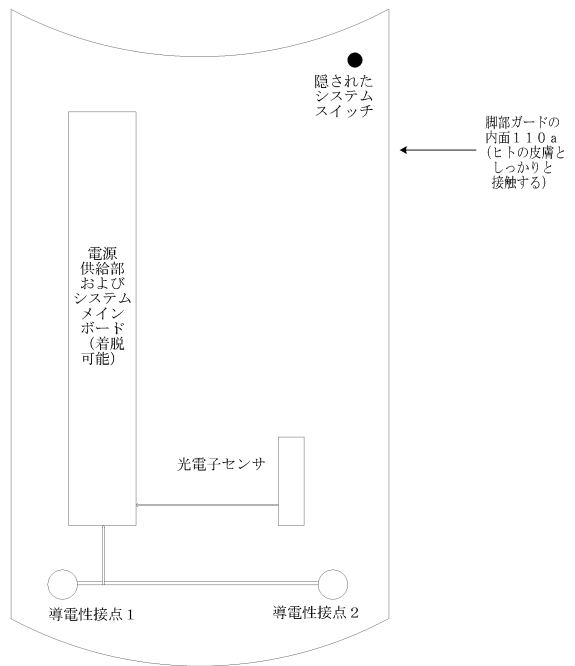 隠された
システム
スイッチ
脚部ガードの
内面１１０a
（ヒトの皮膚と
しっかりと
接触する）
電源
供給部
および
システム
メイン
ボード
（着脱
可能）
光電子センサ
導電性接点１
導電性接点２